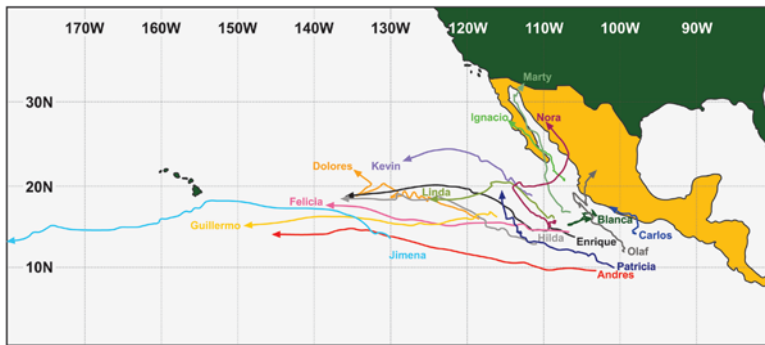 170W 160W 150W 140W 130W 120W 110W 100W 90W
Marty
30N
Ignacio Nora
Dolores Kevin
20N
Linda
Felicia
Guillermo Blanca
Hilda Enrique Carlos
Jimena Olaf
10N Patricia
Andres